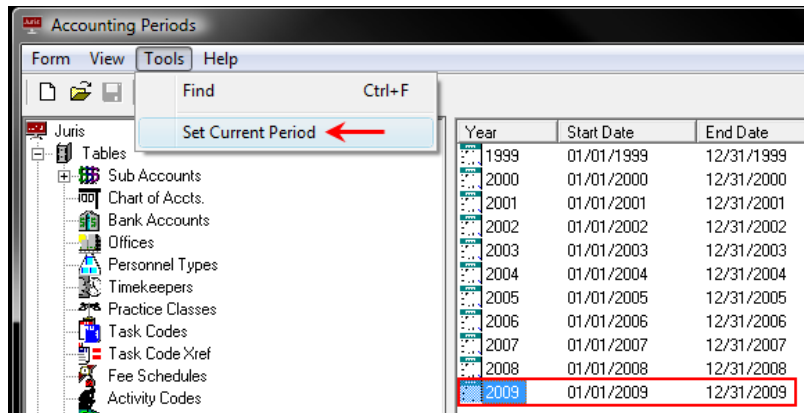 Juris
Accounting Periods
Form View Tools Help
Find Ctrl+F
Set Current Period
Juris
Tables
Sub Accounts
Chart of Accts.
Bank Accounts
Offices
Personnel Types
Timekeepers
Practice Classes
Task Codes
Task Code Xref
Fee Schedules
Activity Codes
Year Start Date End Date
1999 01/01/1999 12/31/1999
2000 01/01/2000 12/31/2000
2001 01/01/2001 12/31/2001
2002 01/01/2002 12/31/2002
2003 01/01/2003 12/31/2003
2004 01/01/2004 12/31/2004
2005 01/01/2005 12/31/2005
2006 01/01/2006 12/31/2006
2007 01/01/2007 12/31/2007
2008 01/01/2008 12/31/2008
2009 01/01/2009 12/31/2009